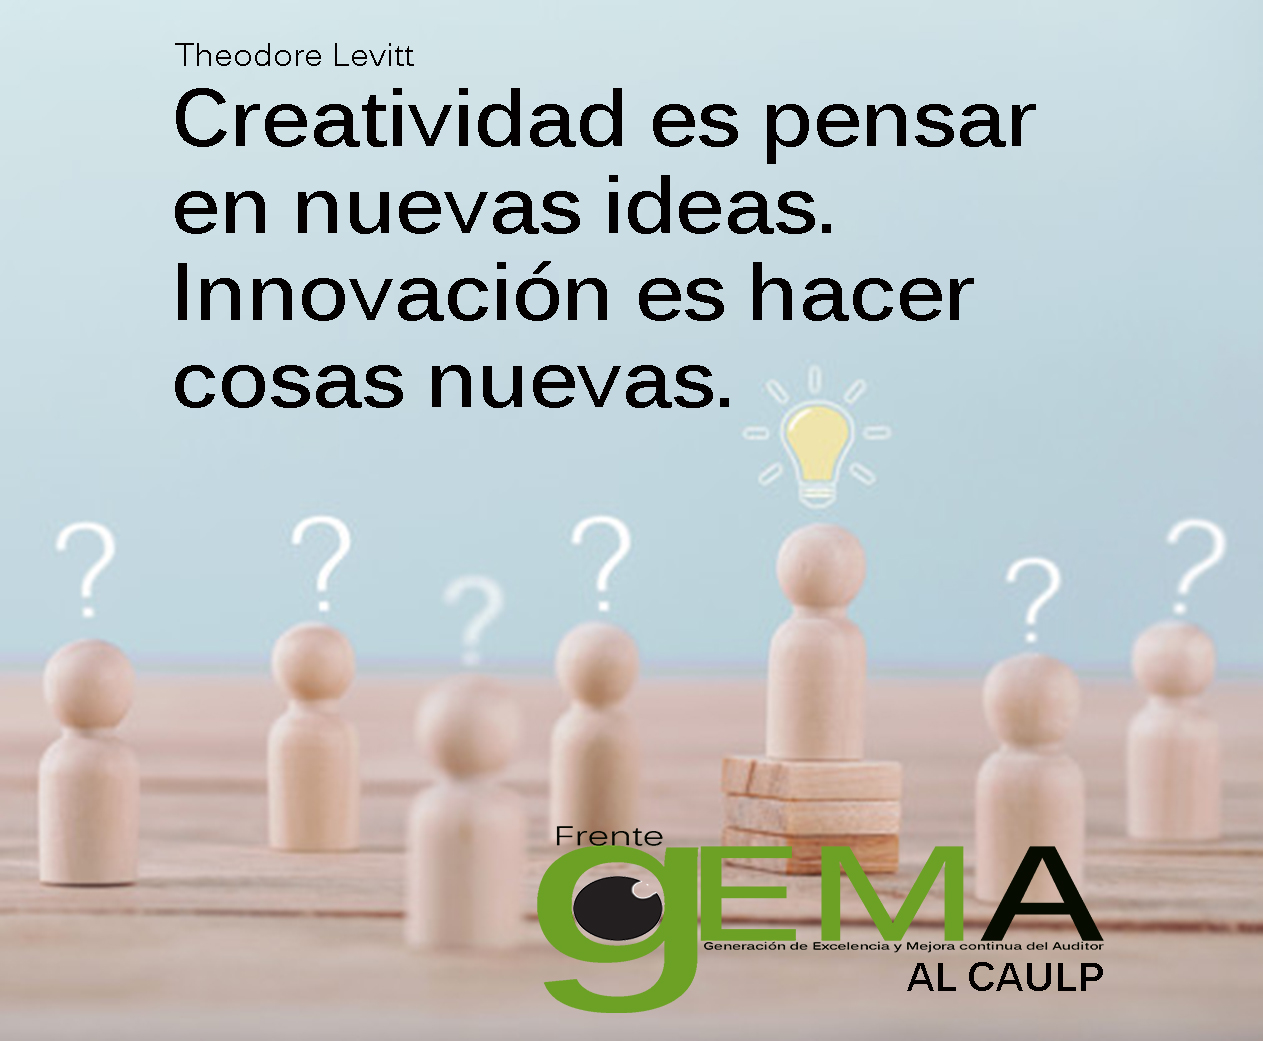 Theodore Levitt
Creatividad es pensar
en nuevas ideas.
Innovación es hacer
cosas nuevas.
? ? ? ? ? ?
Frente
gEMA
Generación de Excelencia y Mejora continua del Auditor
AL CAULP